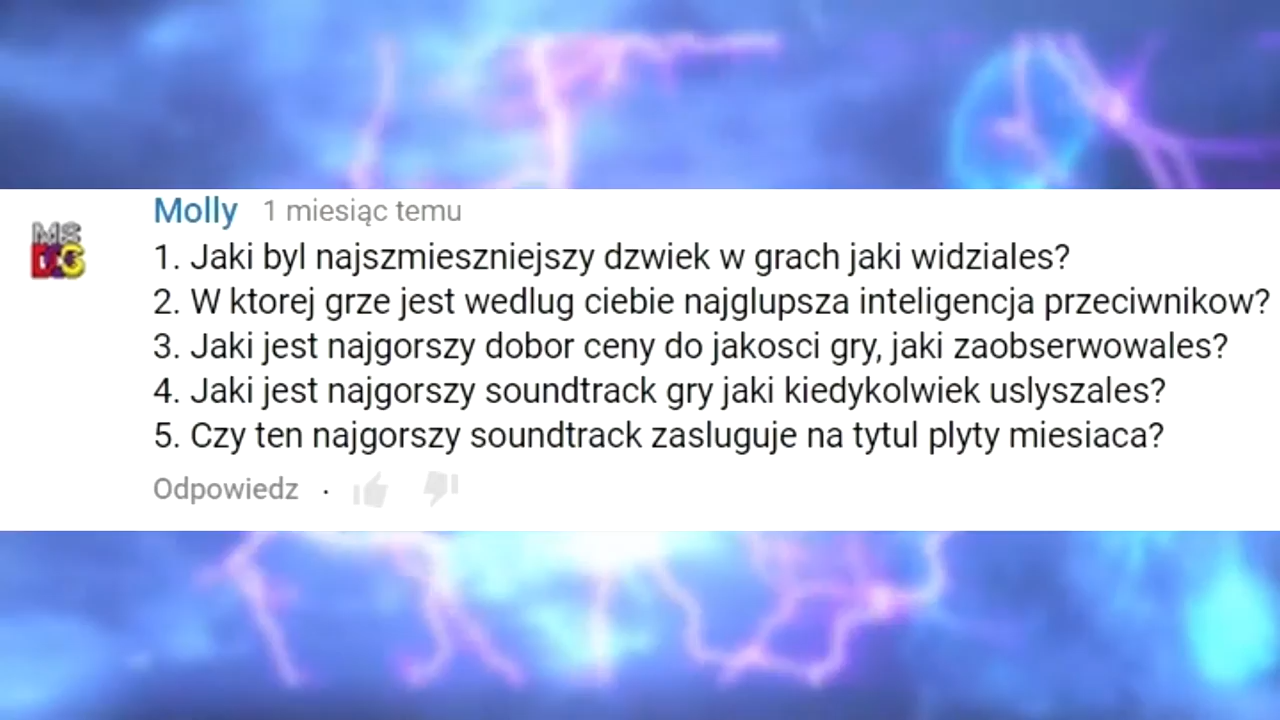 Molly 1 miesiąc temu
1. Jaki byl najszmieszniejszy dzwiek w grach jaki widziales?
2. W ktorej grze jest wedlug ciebie najglupsza inteligencja przeciwnikow?
3. Jaki jest najgorszy dobor ceny do jakosci gry, jaki zaobserwowales?
4. Jaki jest najgorszy soundtrack gry jaki kiedykolwiek uslyszales?
5. Czy ten najgorszy soundtrack zasluguje na tytul plyty miesiaca?
Odpowiedz ·